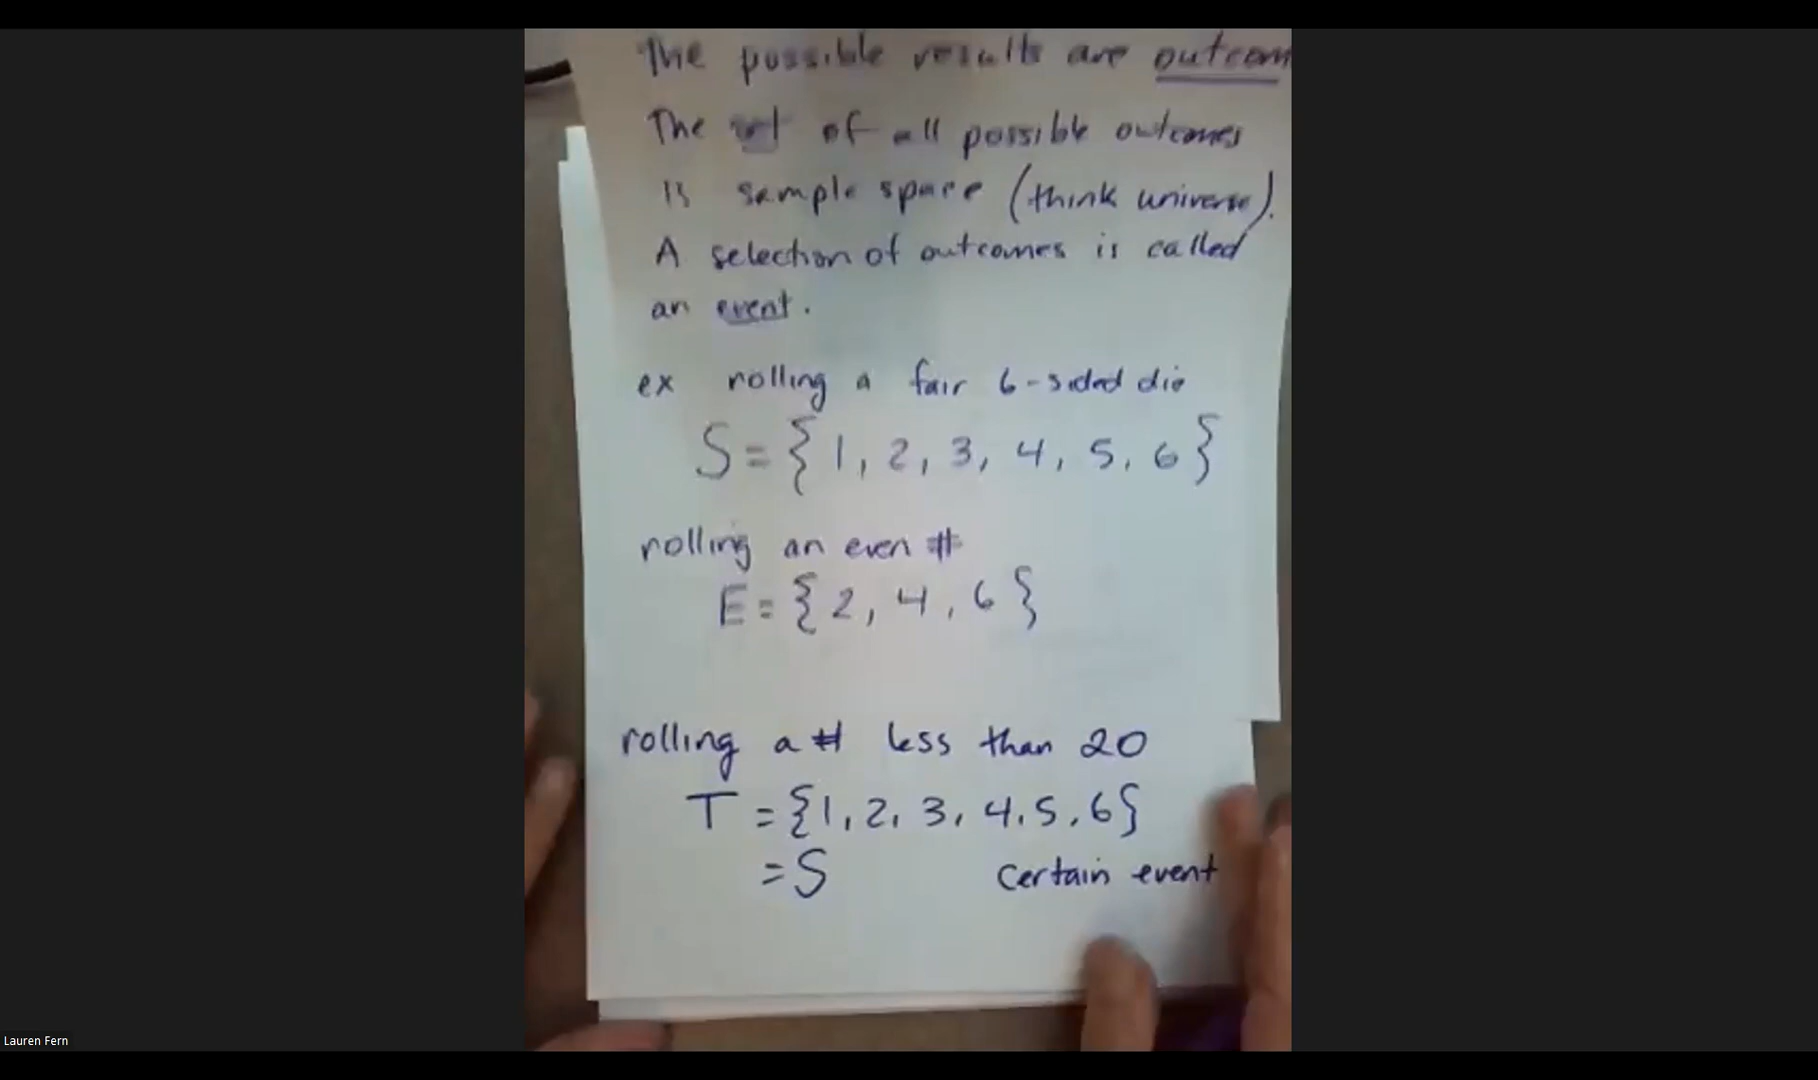 The possible results are outcom
The set of all possible outcomes
is sample space (think universe).
A selection of outcomes is called
an event.
ex rolling a fair 6-sided die
S = { 1, 2, 3, 4, 5, 6 }
rolling an even #
E = { 2, 4, 6 }
rolling a # less than 20
T = {1, 2, 3, 4, 5, 6}
= S Certain event
Lauren Fern